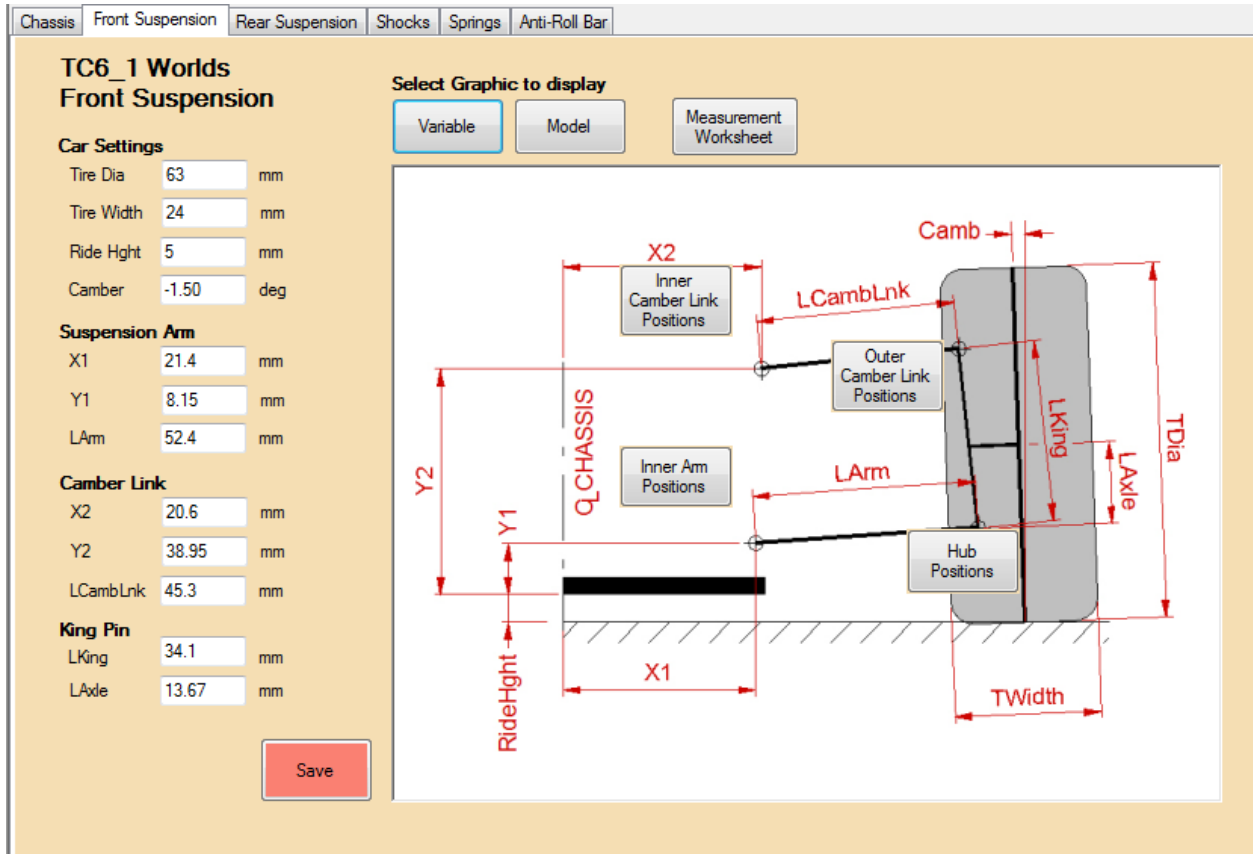 Chassis
Front Suspension
Rear Suspension
Shocks
Springs
Anti-Roll Bar
TC6_1 Worlds
Front Suspension
Car Settings
Tire Dia 63 mm
Tire Width 24 mm
Ride Hght 5 mm
Camber -1.50 deg
Suspension Arm
X1 21.4 mm
Y1 8.15 mm
LArm 52.4 mm
Camber Link
X2 20.6 mm
Y2 38.95 mm
LCambLnk 45.3 mm
King Pin
LKing 34.1 mm
LAxle 13.67 mm
Save
Select Graphic to display
Variable
Model
Measurement
Worksheet
Camb
X2
Inner
Camber Link
Positions
LCambLnk
Outer
Camber Link
Positions
CL CHASSIS
LKing
TDia
LAxle
Y2
Inner Arm
Positions
LArm
Y1
Hub
Positions
RideHght
X1
TWidth